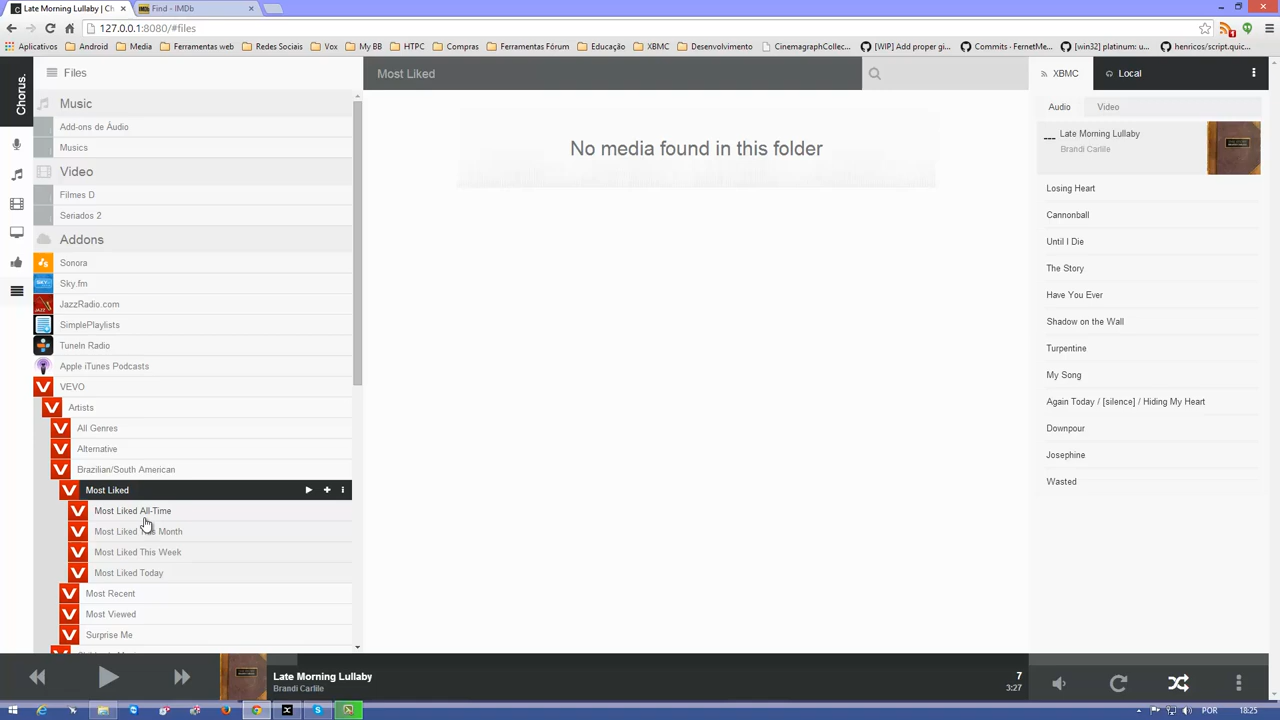 Late Morning Lullaby | Ch
Find - IMDb
127.0.0.1:8080/#files
Aplicativos
Android
Media
Ferramentas web
Redes Sociais
Vox
My BB
HTPC
Compras
Ferramentas Fórum
Educação
XBMC
Desenvolvimento
CinemagraphCollec...
[WIP] Add proper gi...
Commits · FernetMe...
[win32] platinum: u...
henricos/script.quic...
Chorus.
Files
Most Liked
XBMC
Local
Music
Add-ons de Áudio
Musics
Video
Filmes D
Seriados 2
Addons
Sonora
Sky.fm
JazzRadio.com
SimplePlaylists
TuneIn Radio
Apple iTunes Podcasts
VEVO
Artists
All Genres
Alternative
Brazilian/South American
Most Liked
Most Liked All-Time
Most Liked This Month
Most Liked This Week
Most Liked Today
Most Recent
Most Viewed
Surprise Me
No media found in this folder
Audio
Video
Late Morning Lullaby
Brandi Carlile
Losing Heart
Cannonball
Until I Die
The Story
Have You Ever
Shadow on the Wall
Turpentine
My Song
Again Today / [silence] / Hiding My Heart
Downpour
Josephine
Wasted
Late Morning Lullaby
Brandi Carlile
7
3:27
POR
18:25